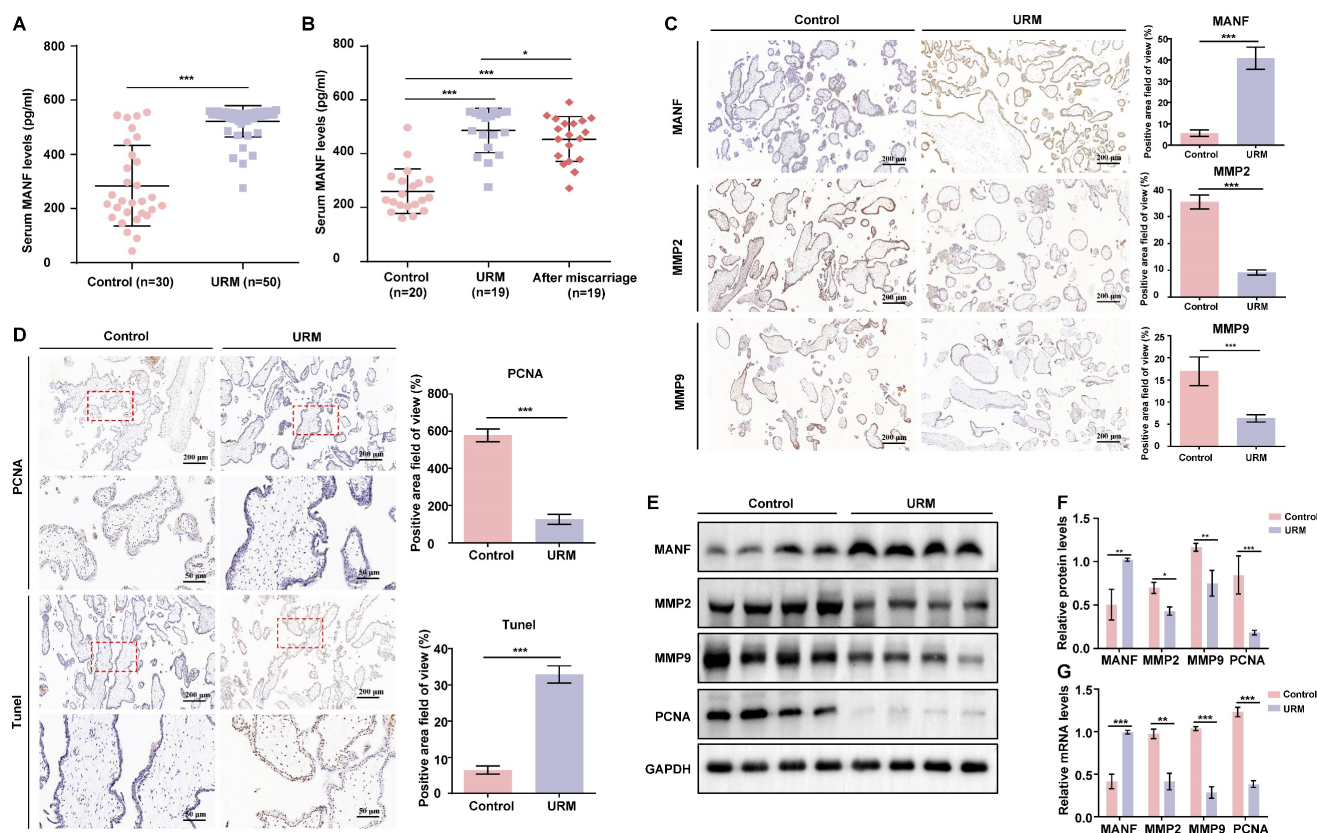 A
Serum MANF levels (pg/ml)
800
600
400
200
0
***
Control (n=30)
URM (n=50)
B
Serum MANF levels (pg/ml)
800
600
400
200
0
*
***
***
Control
(n=20)
URM
(n=19)
After miscarriage
(n=19)
C
Control
URM
MANF
200 μm
200 μm
MANF
Positive area field of view (%)
50
40
30
20
10
0
***
Control
URM
MMP2
200 μm
200 μm
MMP2
Positive area field of view (%)
40
30
20
10
0
***
Control
URM
MMP9
200 μm
200 μm
MMP9
Positive area field of view (%)
25
20
15
10
5
0
***
Control
URM
D
Control
URM
PCNA
200 μm
200 μm
50 μm
50 μm
PCNA
Positive area field of view (%)
800
600
400
200
0
***
Control
URM
Tunel
200 μm
200 μm
50 μm
50 μm
Tunel
Positive area field of view (%)
40
30
20
10
0
***
Control
URM
E
Control
URM
MANF
MMP2
MMP9
PCNA
GAPDH
F
Relative protein levels
1.5
1.0
0.5
0.0
**
*
**
***
Control
URM
MANF
MMP2
MMP9
PCNA
G
Relative mRNA levels
1.5
1.0
0.5
0.0
***
**
***
***
Control
URM
MANF
MMP2
MMP9
PCNA